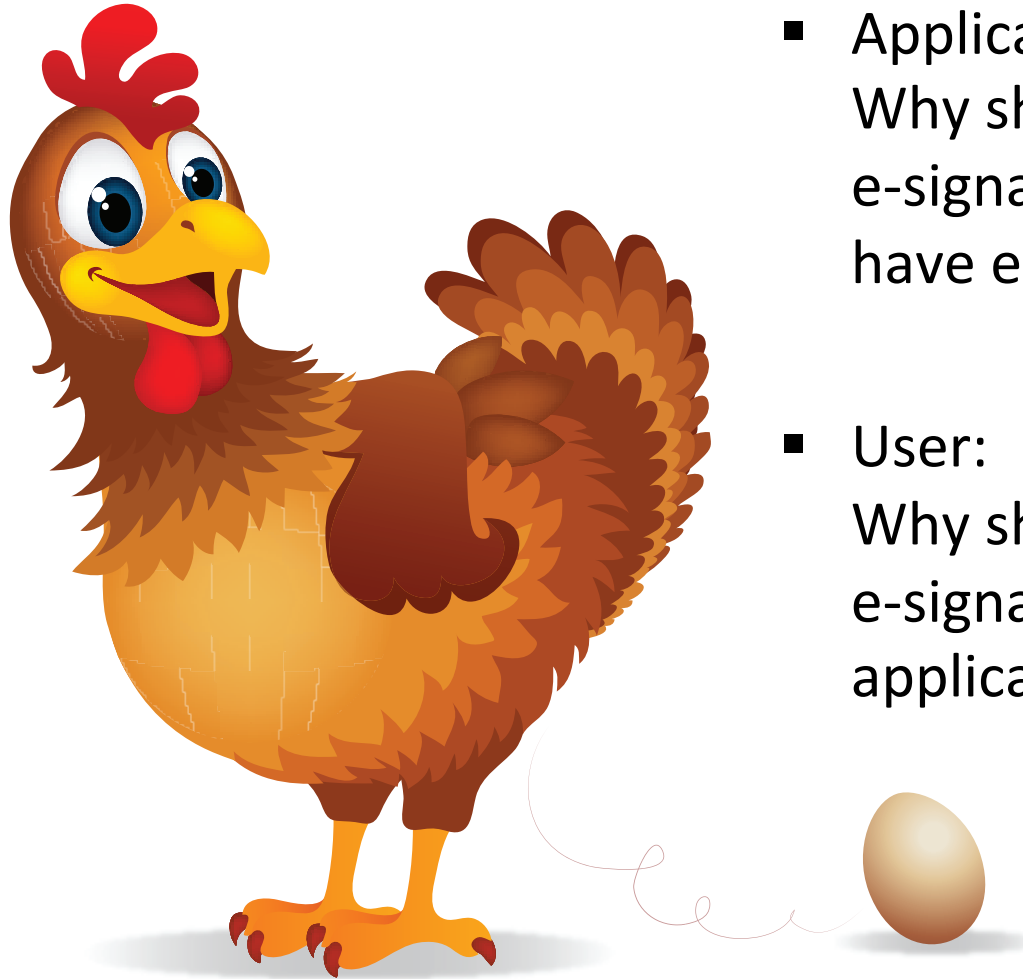 ▪ Applica
Why sh
e-signa
have e
▪ User:
Why sh
e-signa
applica